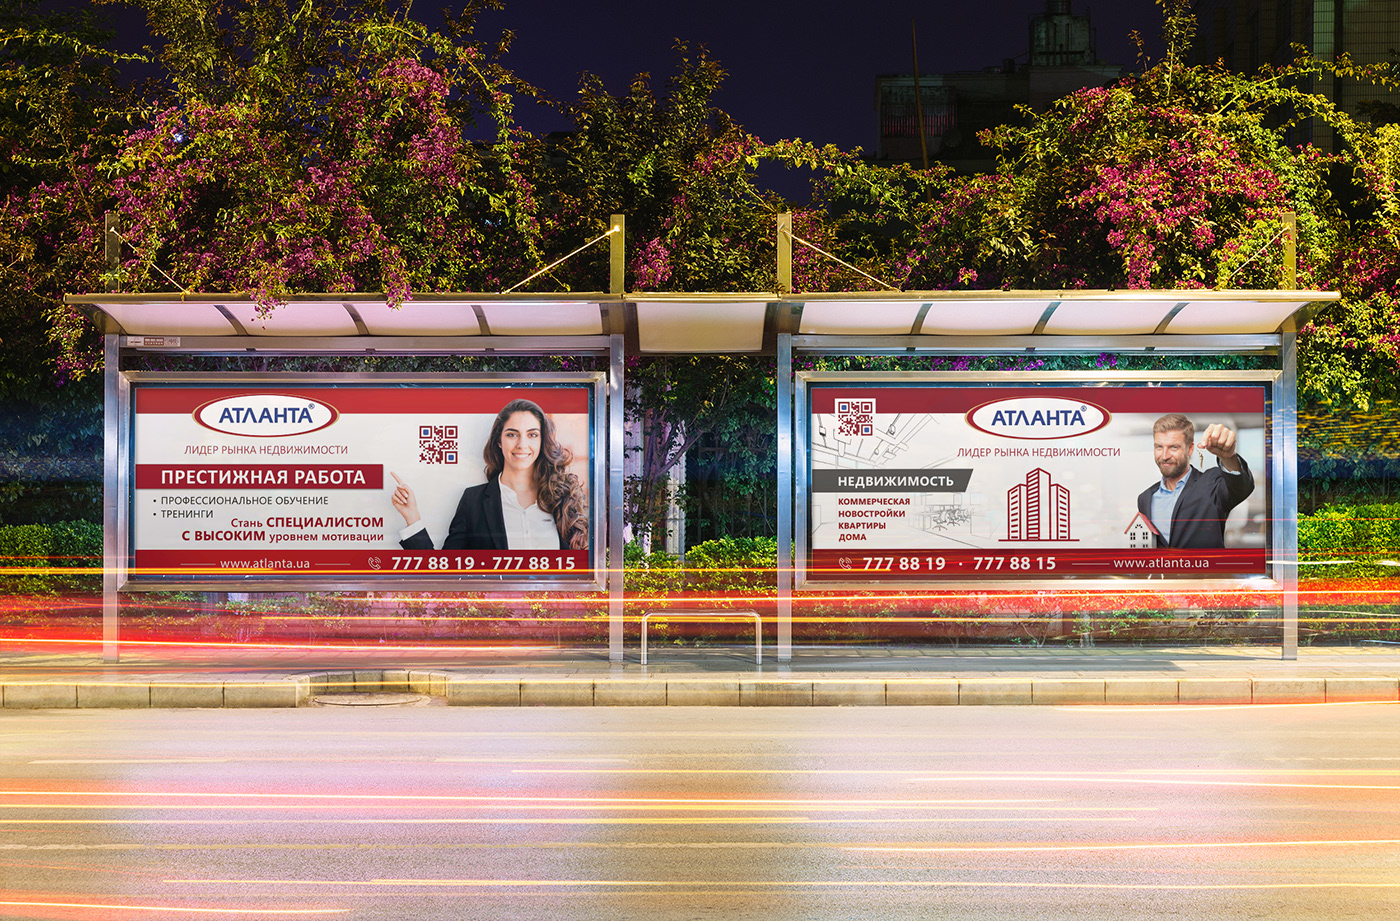 АТЛАНТА®
ЛИДЕР РЫНКА НЕДВИЖИМОСТИ
ПРЕСТИЖНАЯ РАБОТА
• ПРОФЕССИОНАЛЬНОЕ ОБУЧЕНИЕ
• ТРЕНИНГИ
Стань СПЕЦИАЛИСТОМ
С ВЫСОКИМ уровнем мотивации
www.atlanta.ua
777 88 19 · 777 88 15
АТЛАНТА®
ЛИДЕР РЫНКА НЕДВИЖИМОСТИ
НЕДВИЖИМОСТЬ
КОММЕРЧЕСКАЯ
НОВОСТРОЙКИ
КВАРТИРЫ
ДОМА
777 88 19 · 777 88 15
www.atlanta.ua